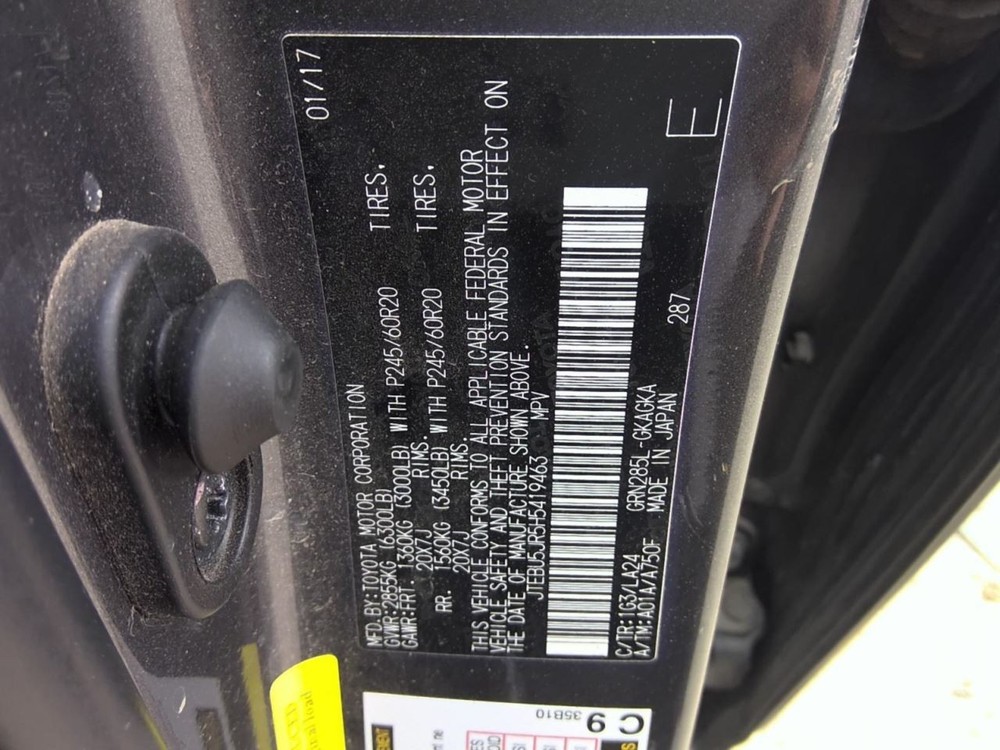 MFD.BY:TOYOTA MOTOR CORPORATION 01/17
GVWR:2855KG (6300LB)
GAWR:FRT. 1360KG (3000LB) WITH P245/60R20 TIRES.
20X7J RIMS.
RR. 1560KG (3450LB) WITH P245/60R20 TIRES.
20X7J RIMS.
THIS VEHICLE CONFORMS TO ALL APPLICABLE FEDERAL MOTOR
VEHICLE SAFETY AND THEFT PREVENTION STANDARDS IN EFFECT ON
THE DATE OF MANUFACTURE SHOWN ABOVE.
JTEBU5JR5H5419463 MPV
C/TR:1G3/LA24 GRN285L-GKAGKA 287 E
A/TM:A01A/A750F MADE IN JAPAN
C9
35B10